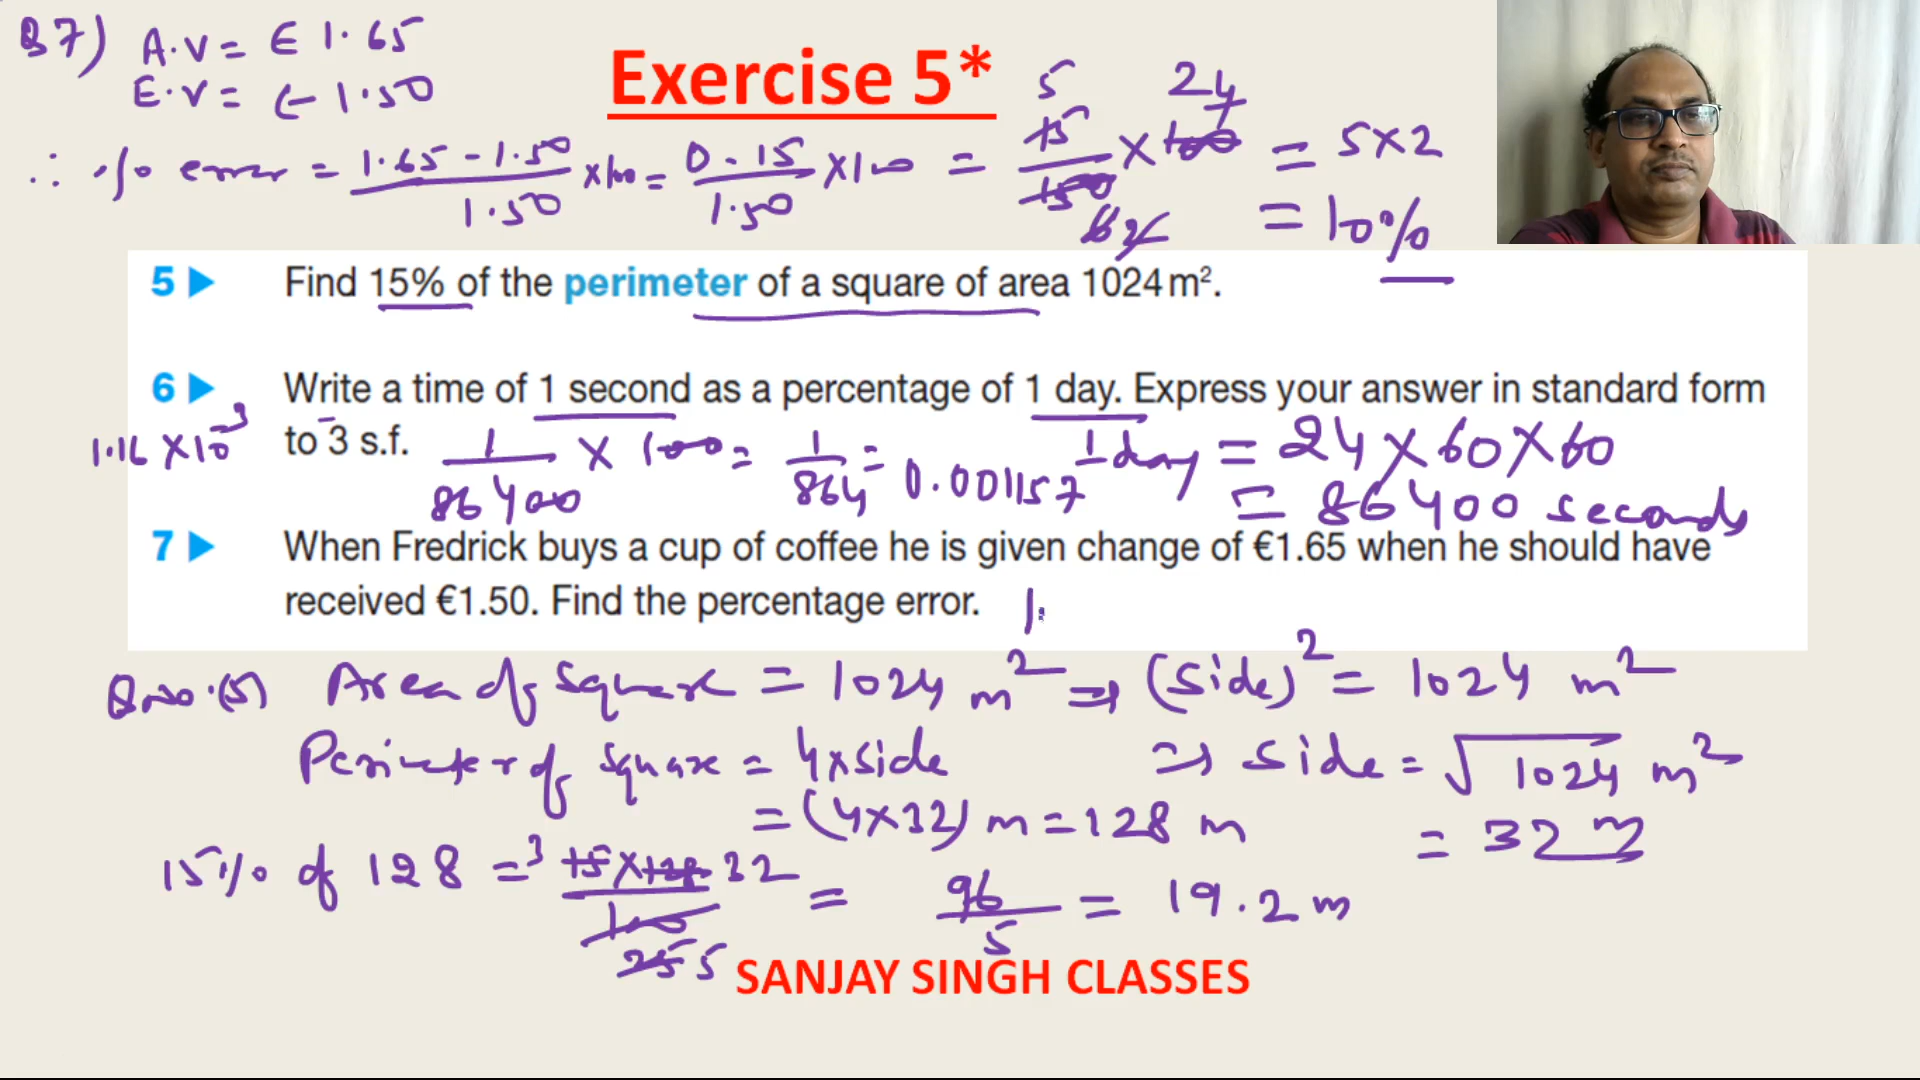 Q7) A.V = € 1.65
E.V = € 1.50
Exercise 5*
∴ % error = 1.65 - 1.50 / 1.50 × 100 = 0.15 / 1.50 × 100 = 15 / 150 × 100 = 5 × 2
= 10%
5 ▶ Find 15% of the perimeter of a square of area 1024 m².
6 ▶ Write a time of 1 second as a percentage of 1 day. Express your answer in standard form
to 3 s.f.
1.16 × 10⁻³
1 / 86400 × 100 = 1 / 864 = 0.001157
1 day = 24 × 60 × 60
= 86400 seconds
7 ▶ When Fredrick buys a cup of coffee he is given change of €1.65 when he should have
received €1.50. Find the percentage error.
Q no.(5) Area of square = 1024 m² ⇒ (side)² = 1024 m²
Perimeter of square = 4 × side ⇒ side = √1024 m²
= (4 × 32) m = 128 m = 32 m
15% of 128 = 3 15 × 128 32 / 100 25 5 = 96 / 5 = 19.2 m
SANJAY SINGH CLASSES